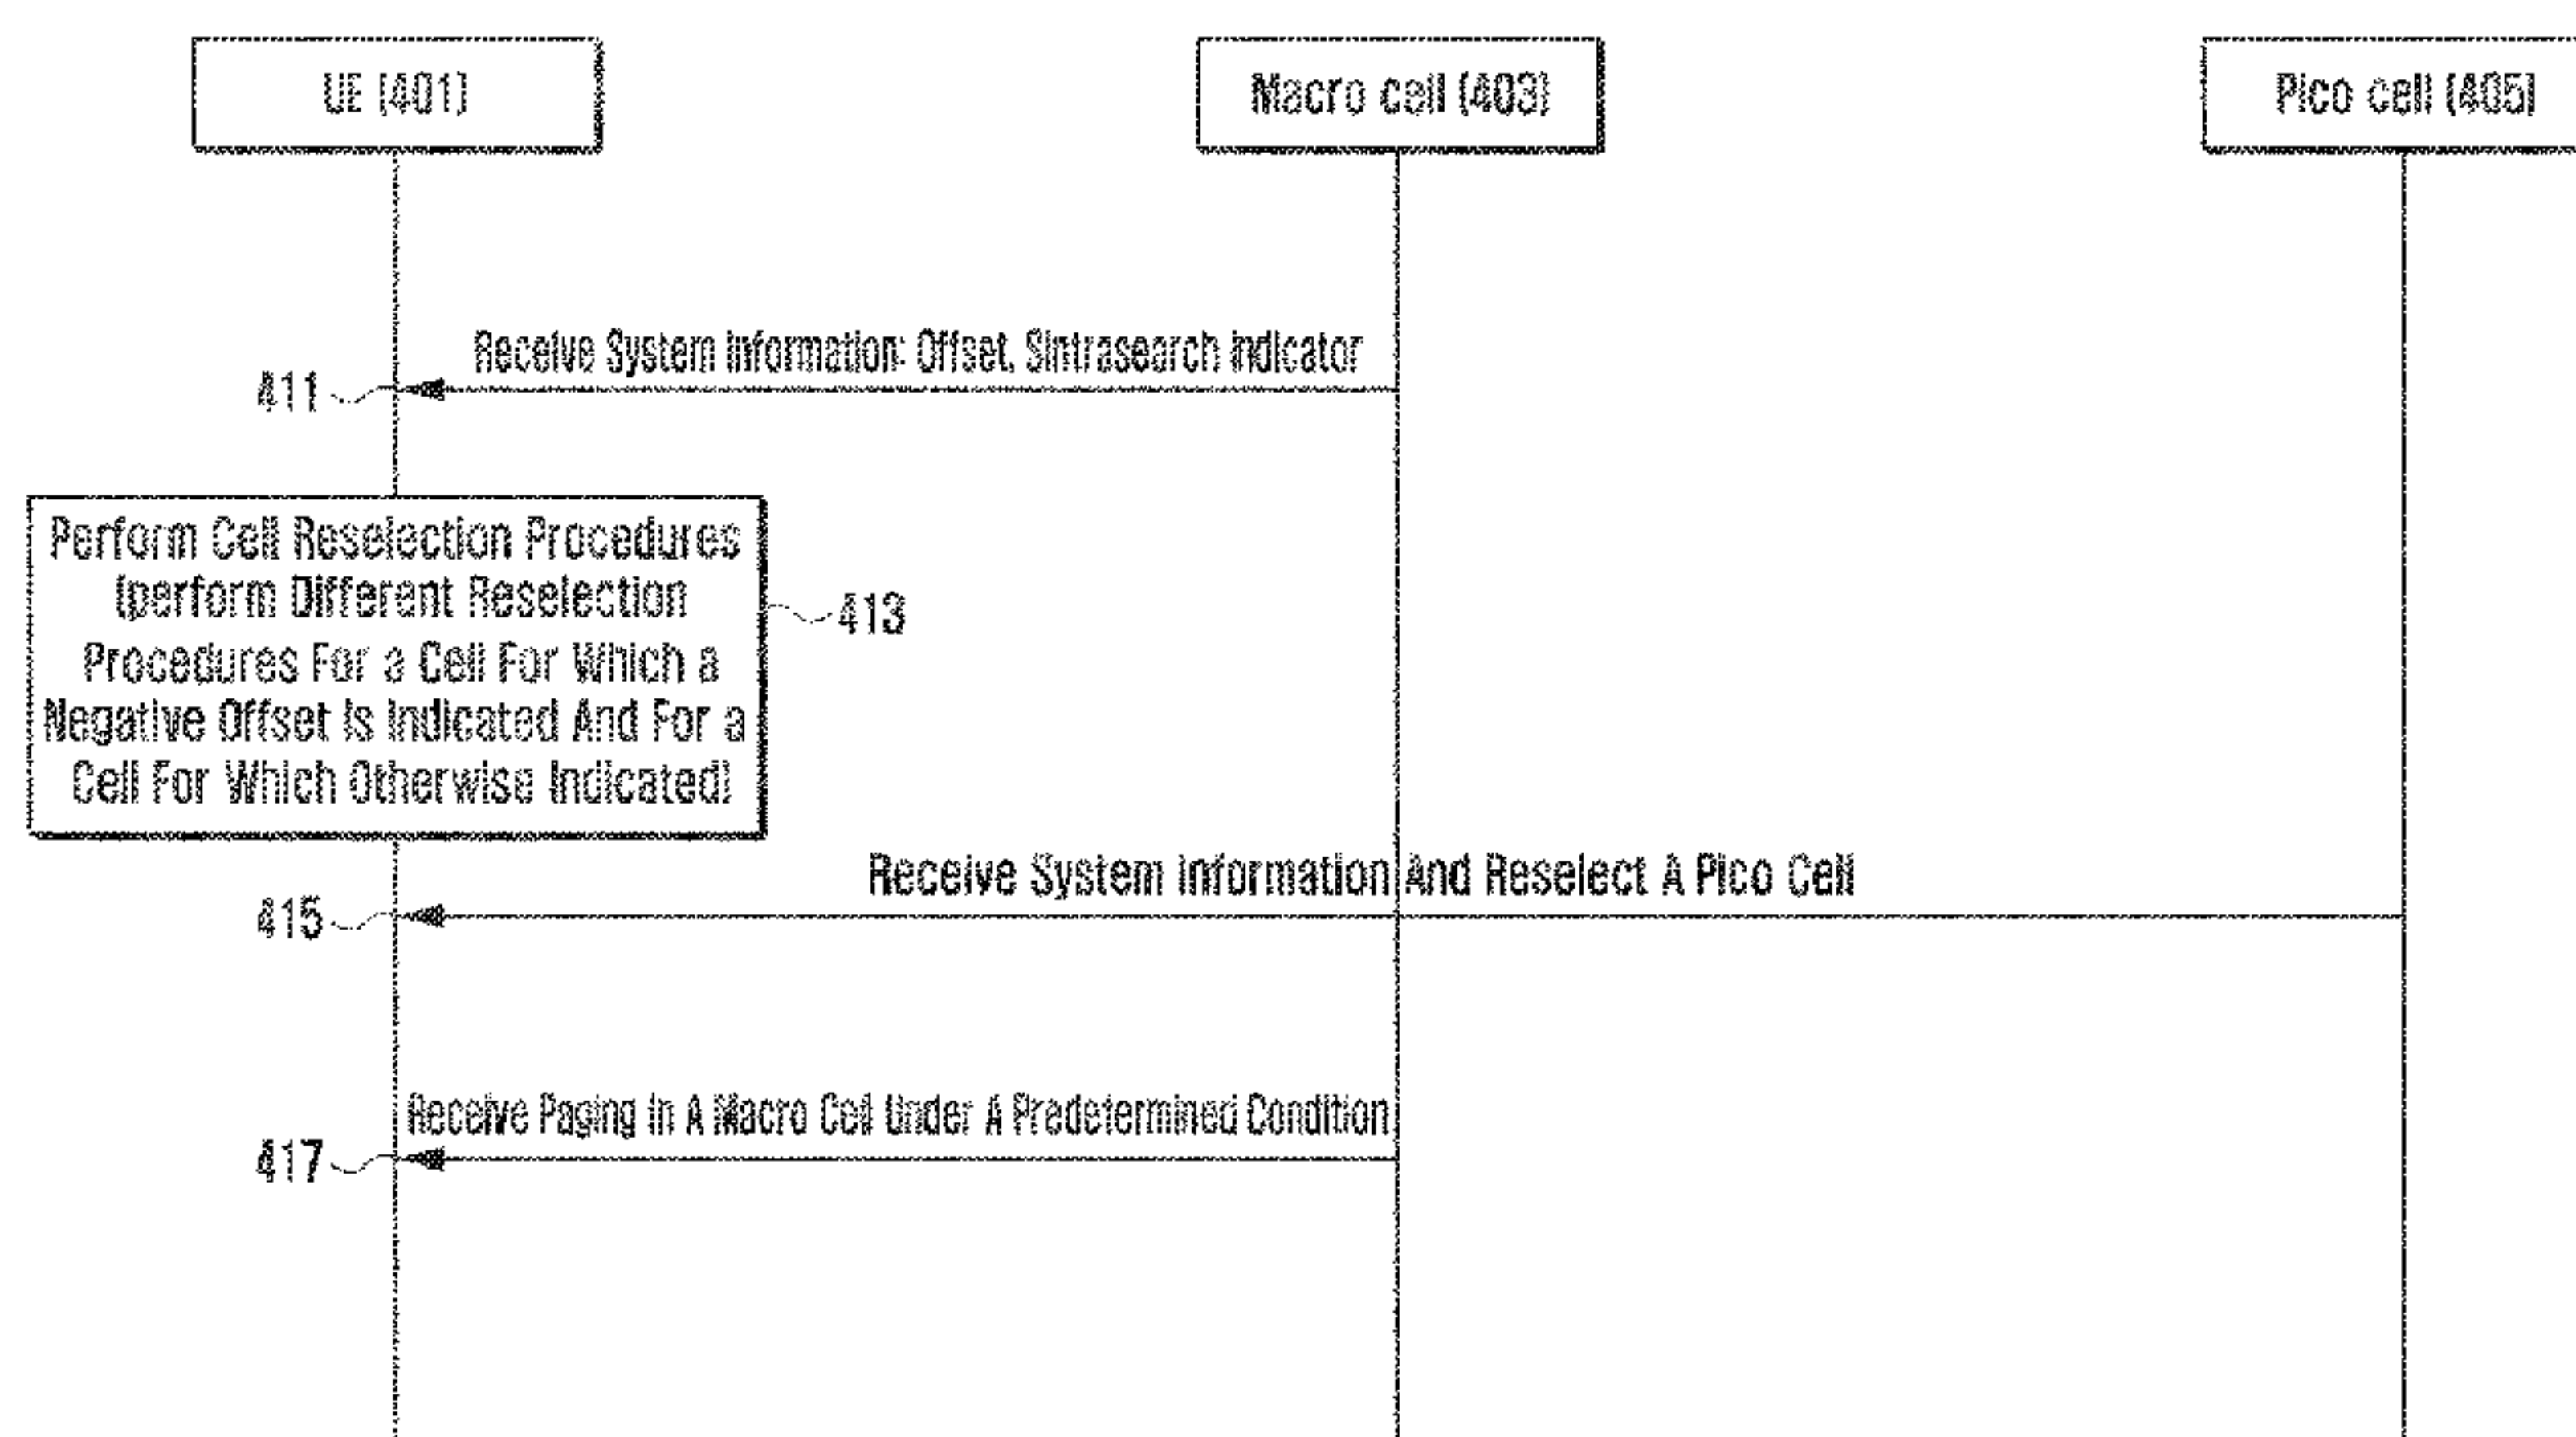 UE (401)
Macro cell (403)
Pico cell (405)
Receive System Information: Offset, Sintrasearch Indicator
411
Perform Cell Reselection Procedures
(perform Different Reselection
Procedures For a Cell For Which a
Negative Offset Is Indicated And For a
Cell For Which Otherwise Indicated)
413
Receive System Information And Reselect A Pico Cell
415
Receive Paging In A Macro Cell Under A Predetermined Condition
417